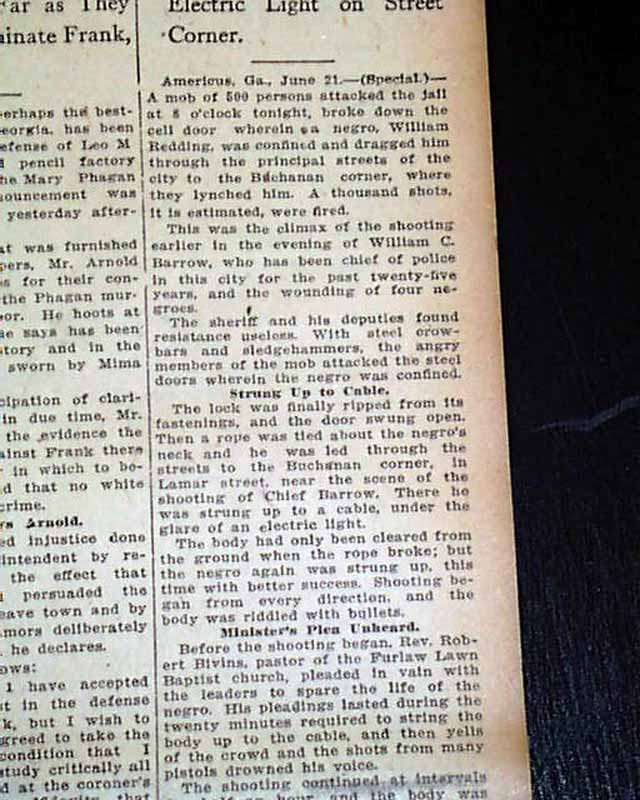 far as They
inate Frank,
erhaps the best-
eorgia, has been
efense of Leo M
pencil factory
he Mary Phagan
nouncement was
yesterday after-
at was furnished
pers, Mr. Arnold
s for their con-
the Phagan mur-
or. He hoots at
he says has been
tory and in the
sworn by Mima
cipation of clari-
in due time, Mr.
the evidence the
ainst Frank there
in which to be-
d that no white
crime.
rs Arnold.
ed injustice done
intendent by re-
the effect that
persuaded the
eave town and by
mors deliberately
he declares.
ows:
I have accepted
st in the defense
k, but I wish to
greed to take the
condition that I
study critically all
d at the coroner's
that
Electric Light on Street
Corner.
Americus, Ga., June 21.—(Special.)—
A mob of 500 persons attacked the jail
at 8 o'clock tonight, broke down the
cell door wherein a negro, William
Redding, was confined and dragged him
through the principal streets of the
city to the Buchanan corner, where
they lynched him. A thousand shots,
it is estimated, were fired.
This was the climax of the shooting
earlier in the evening of William C.
Barrow, who has been chief of police
in this city for the past twenty-five
years, and the wounding of four ne-
groes.
The sheriff and his deputies found
resistance useless. With steel crow-
bars and sledgehammers, the angry
members of the mob attacked the steel
doors wherein the negro was confined.
Strung Up to Cable.
The lock was finally ripped from its
fastenings, and the door swung open.
Then a rope was tied about the negro's
neck and he was led through the
streets to the Buchanan corner, in
Lamar street, near the scene of the
shooting of Chief Barrow. There he
was strung up to a cable, under the
glare of an electric light.
The body had only been cleared from
the ground when the rope broke; but
the negro again was strung up, this
time with better success. Shooting be-
gan from every direction, and the
body was riddled with bullets.
Minister's Plea Unheard.
Before the shooting began, Rev. Rob-
ert Bivins, pastor of the Furlaw Lawn
Baptist church, pleaded in vain with
the leaders to spare the life of the
negro. His pleadings lasted during the
twenty minutes required to string the
body up to the cable, and then yells
of the crowd and the shots from many
pistols drowned his voice.
The shooting continued at intervals
half an hour, and the body was